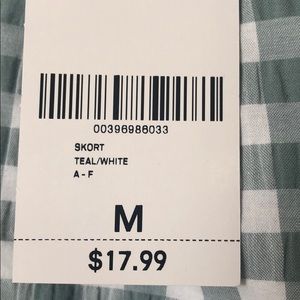 00396986033
SKORT
TEAL/WHITE
A - F
M
$17.99